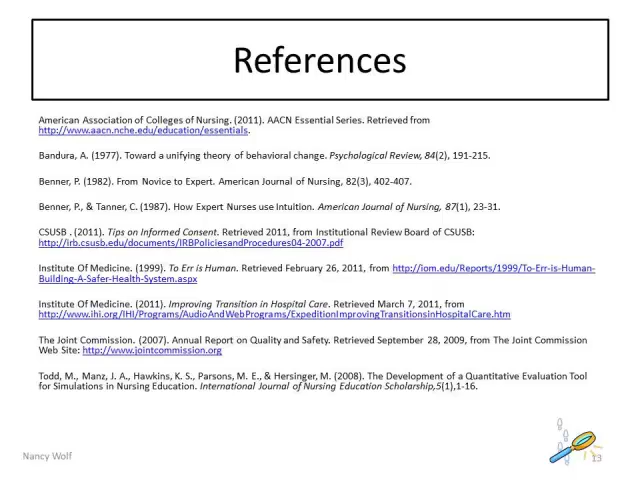 References
American Association of Colleges of Nursing. (2011). AACN Essential Series. Retrieved from
http://www.aacn.nche.edu/education/essentials.
Bandura, A. (1977). Toward a unifying theory of behavioral change. Psychological Review, 84(2), 191-215.
Benner, P. (1982). From Novice to Expert. American Journal of Nursing, 82(3), 402-407.
Benner, P., & Tanner, C. (1987). How Expert Nurses use Intuition. American Journal of Nursing, 87(1), 23-31.
CSUSB . (2011). Tips on Informed Consent. Retrieved 2011, from Institutional Review Board of CSUSB:
http://irb.csusb.edu/documents/IRBPoliciesandProcedures04-2007.pdf
Institute Of Medicine. (1999). To Err is Human. Retrieved February 26, 2011, from http://iom.edu/Reports/1999/To-Err-is-Human-
Building-A-Safer-Health-System.aspx
Institute Of Medicine. (2011). Improving Transition in Hospital Care. Retrieved March 7, 2011, from
http://www.ihi.org/IHI/Programs/AudioAndWebPrograms/ExpeditionImprovingTransitionsinHospitalCare.htm
The Joint Commission. (2007). Annual Report on Quality and Safety. Retrieved September 28, 2009, from The Joint Commission
Web Site: http://www.jointcommission.org
Todd, M., Manz, J. A., Hawkins, K. S., Parsons, M. E., & Hersinger, M. (2008). The Development of a Quantitative Evaluation Tool
for Simulations in Nursing Education. International Journal of Nursing Education Scholarship,5(1),1-16.
Nancy Wolf
13